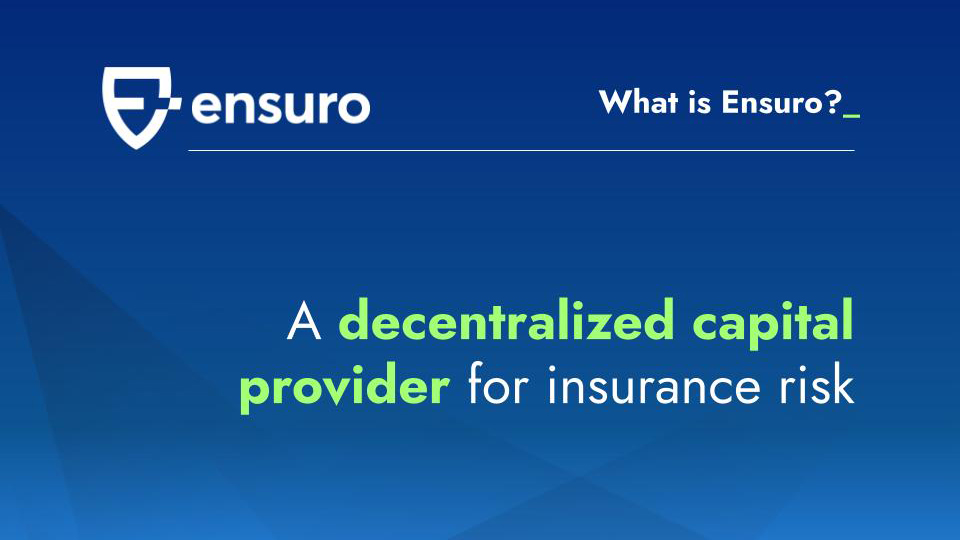 ensuro
What is Ensuro?_
A decentralized capital
provider for insurance risk